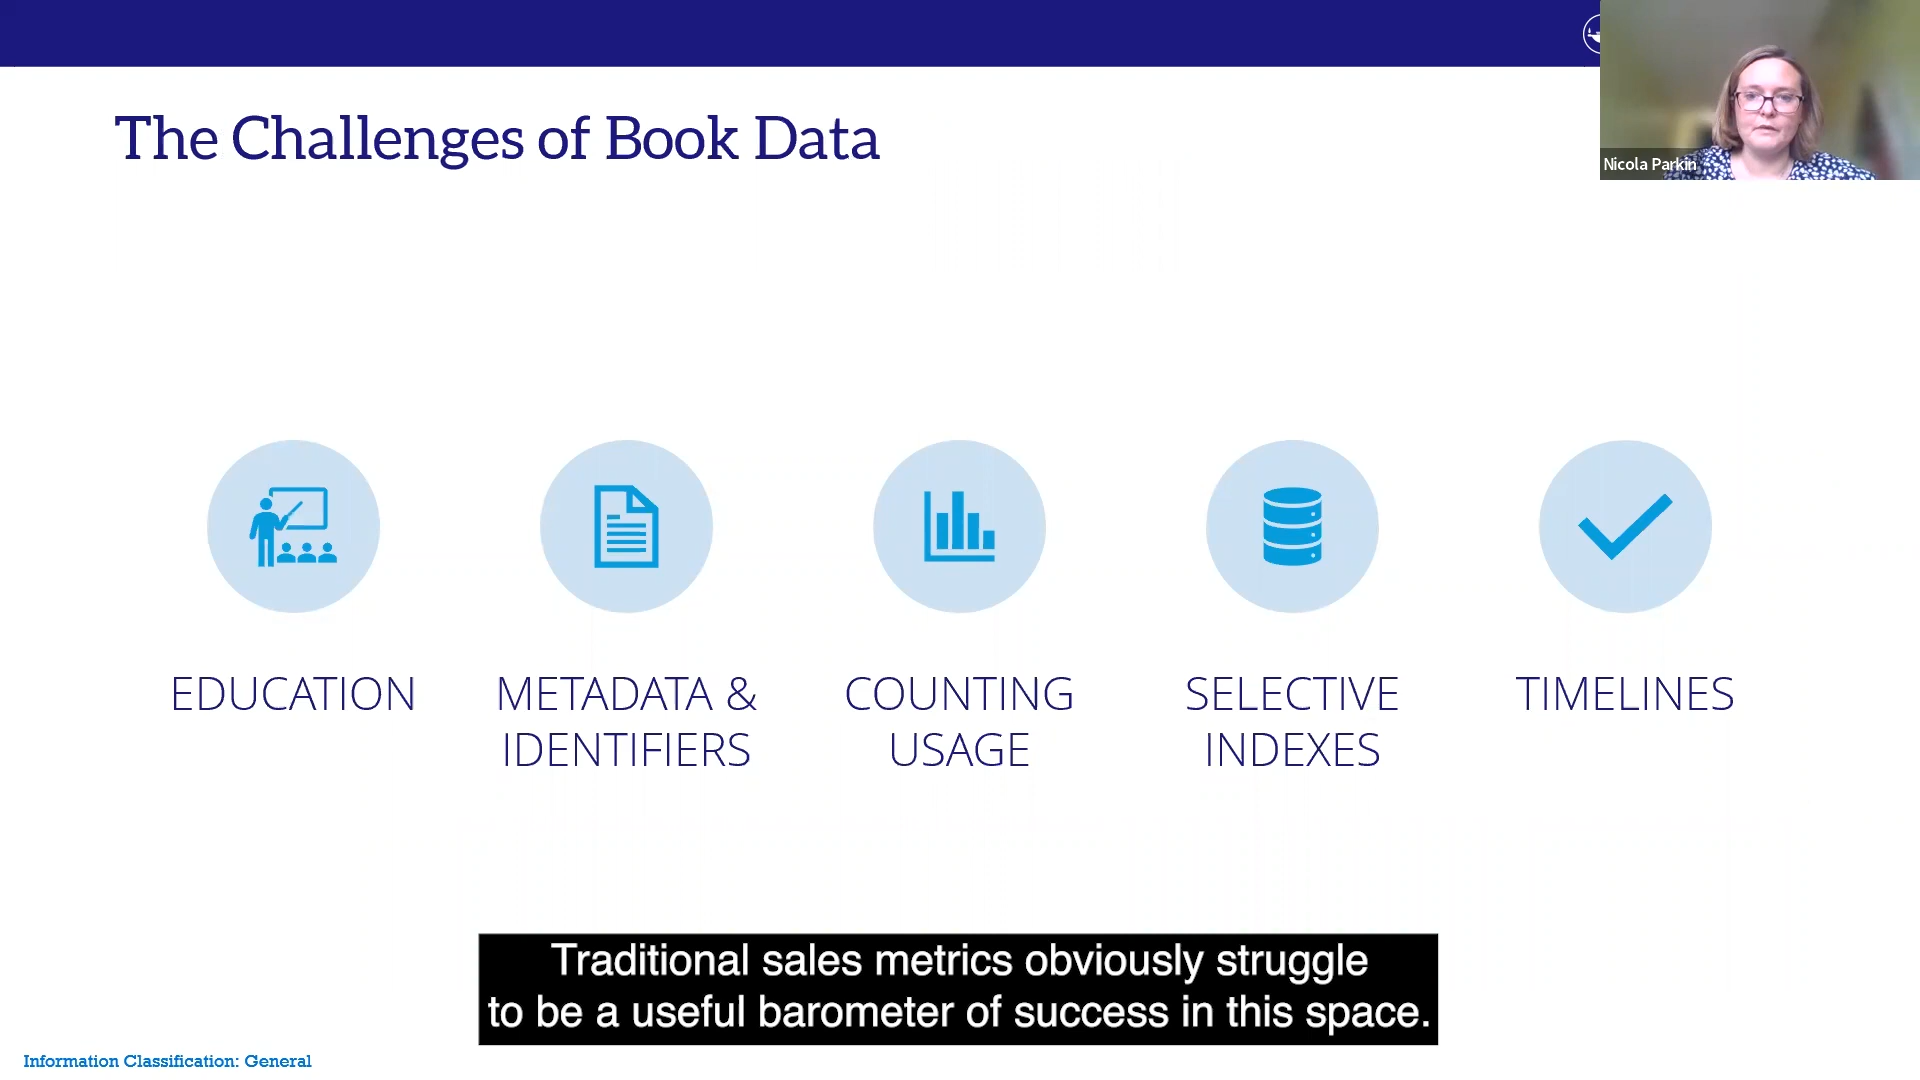 The Challenges of Book Data
Nicola Parkin
EDUCATION
METADATA &
IDENTIFIERS
COUNTING
USAGE
SELECTIVE
INDEXES
TIMELINES
Traditional sales metrics obviously struggle
to be a useful barometer of success in this space.
Information Classification: General